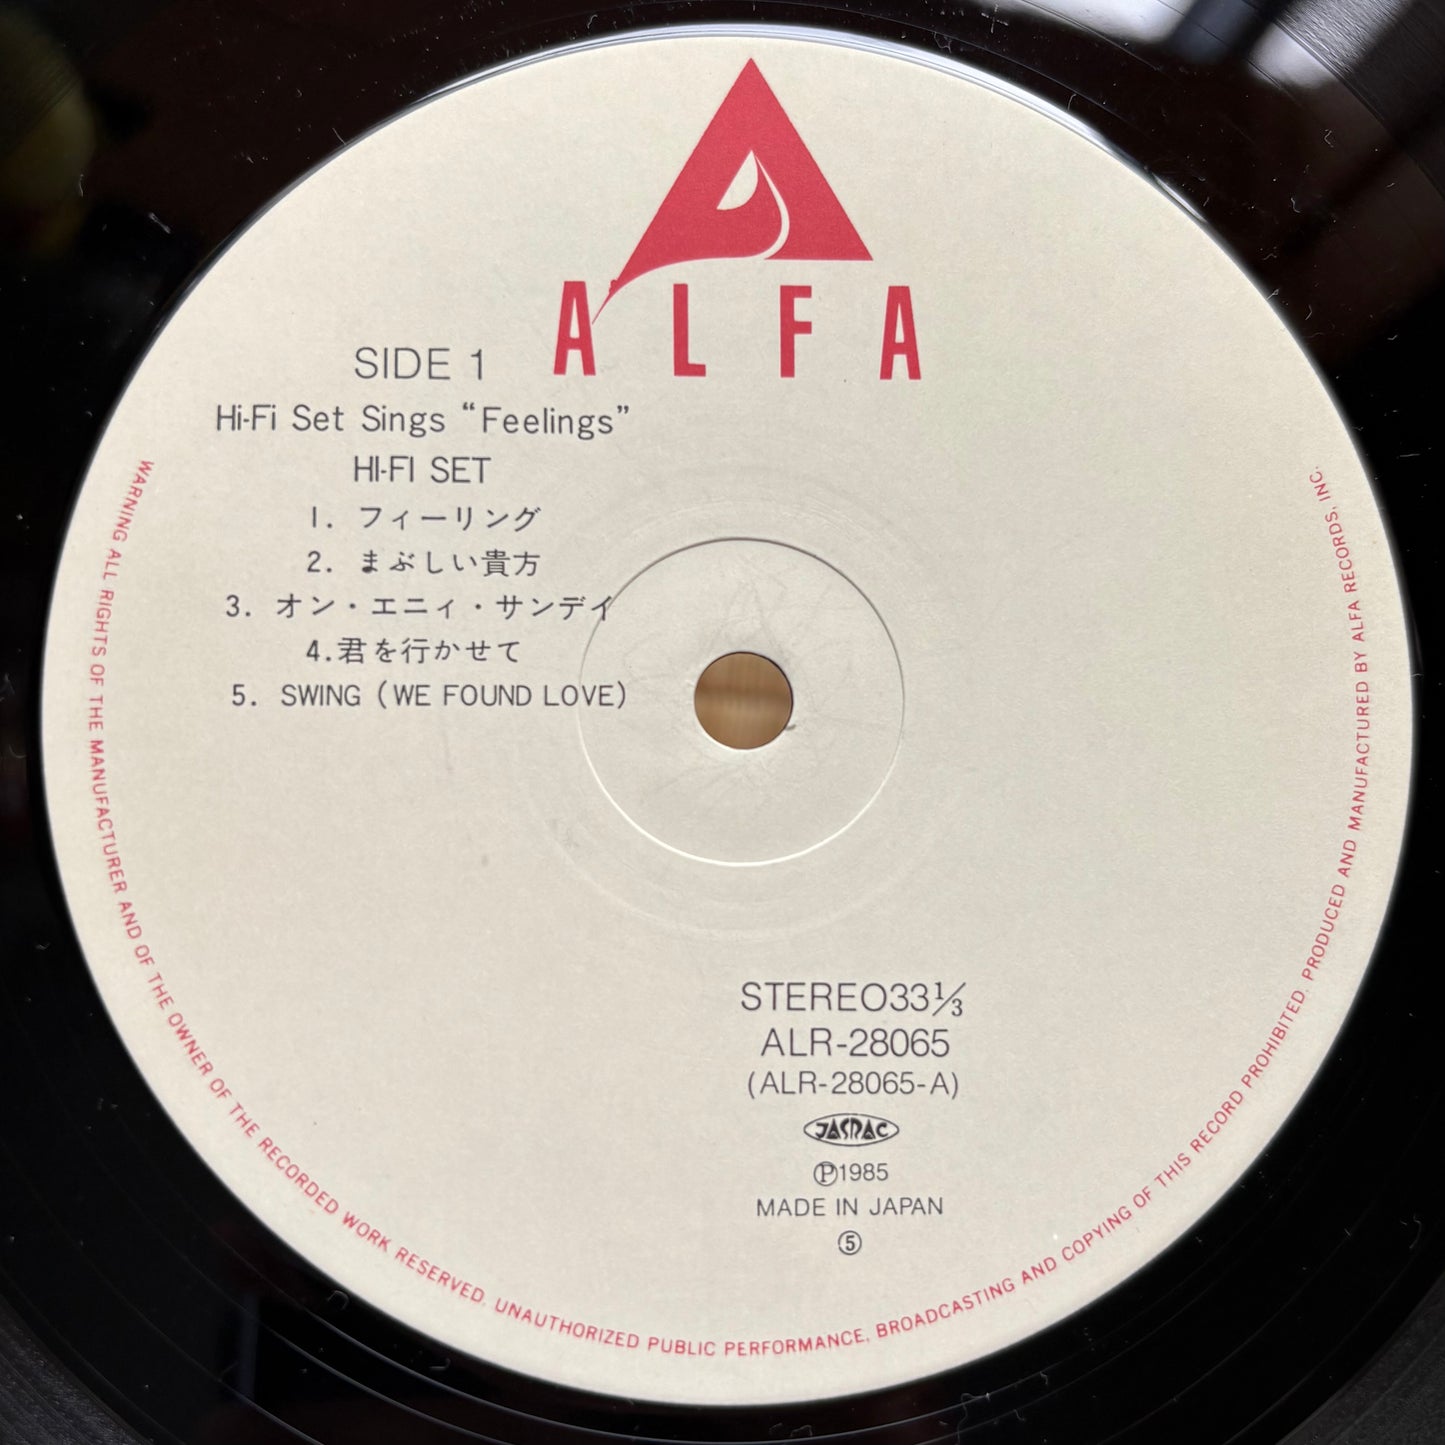 ALFA
SIDE 1
Hi-Fi Set Sings “Feelings”
HI-FI SET
1. フィーリング
2. まぶしい貴方
3. オン・エニィ・サンデイ
4.君を行かせて
5. SWING (WE FOUND LOVE)
STEREO33⅓
ALR-28065
(ALR-28065-A)
JASRAC
Ⓟ1985
MADE IN JAPAN
⑤
WARNING ALL RIGHTS OF THE MANUFACTURER AND OF THE OWNER OF THE RECORDED WORK RESERVED. UNAUTHORIZED PUBLIC PERFORMANCE, BROADCASTING AND COPYING OF THIS RECORD PROHIBITED. PRODUCED AND MANUFACTURED BY ALFA RECORDS, INC.